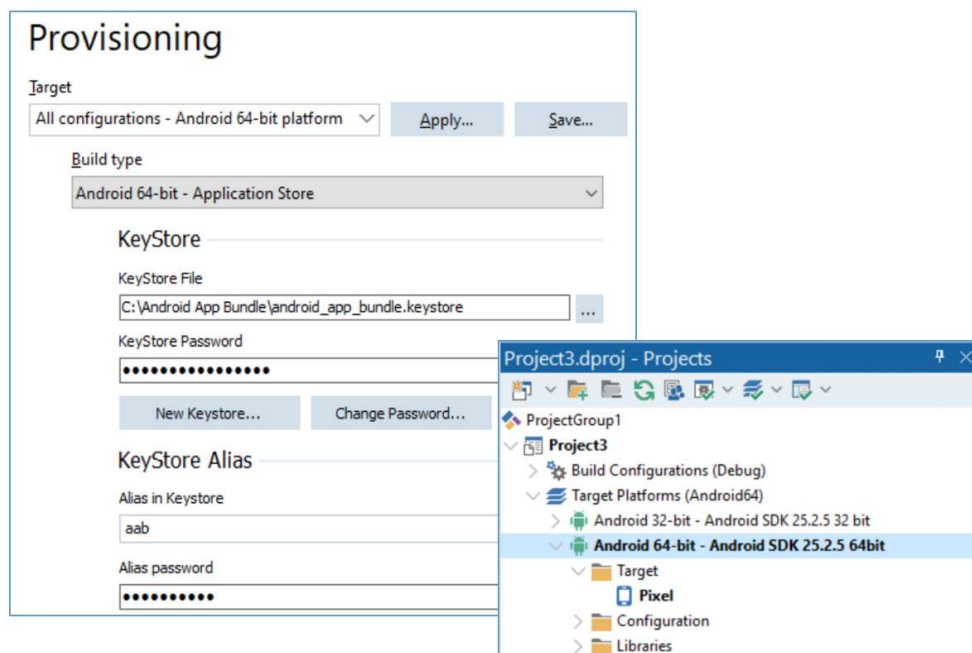 Provisioning
Target
All configurations - Android 64-bit platform
Apply...
Save...
Build type
Android 64-bit - Application Store
KeyStore
KeyStore File
C:\Android App Bundle\android_app_bundle.keystore
...
KeyStore Password
••••••••••••••••
New Keystore...
Change Password...
KeyStore Alias
Alias in Keystore
aab
Alias password
••••••••••
Project3.dproj - Projects
ProjectGroup1
Project3
Build Configurations (Debug)
Target Platforms (Android64)
Android 32-bit - Android SDK 25.2.5 32 bit
Android 64-bit - Android SDK 25.2.5 64bit
Target
Pixel
Configuration
Libraries